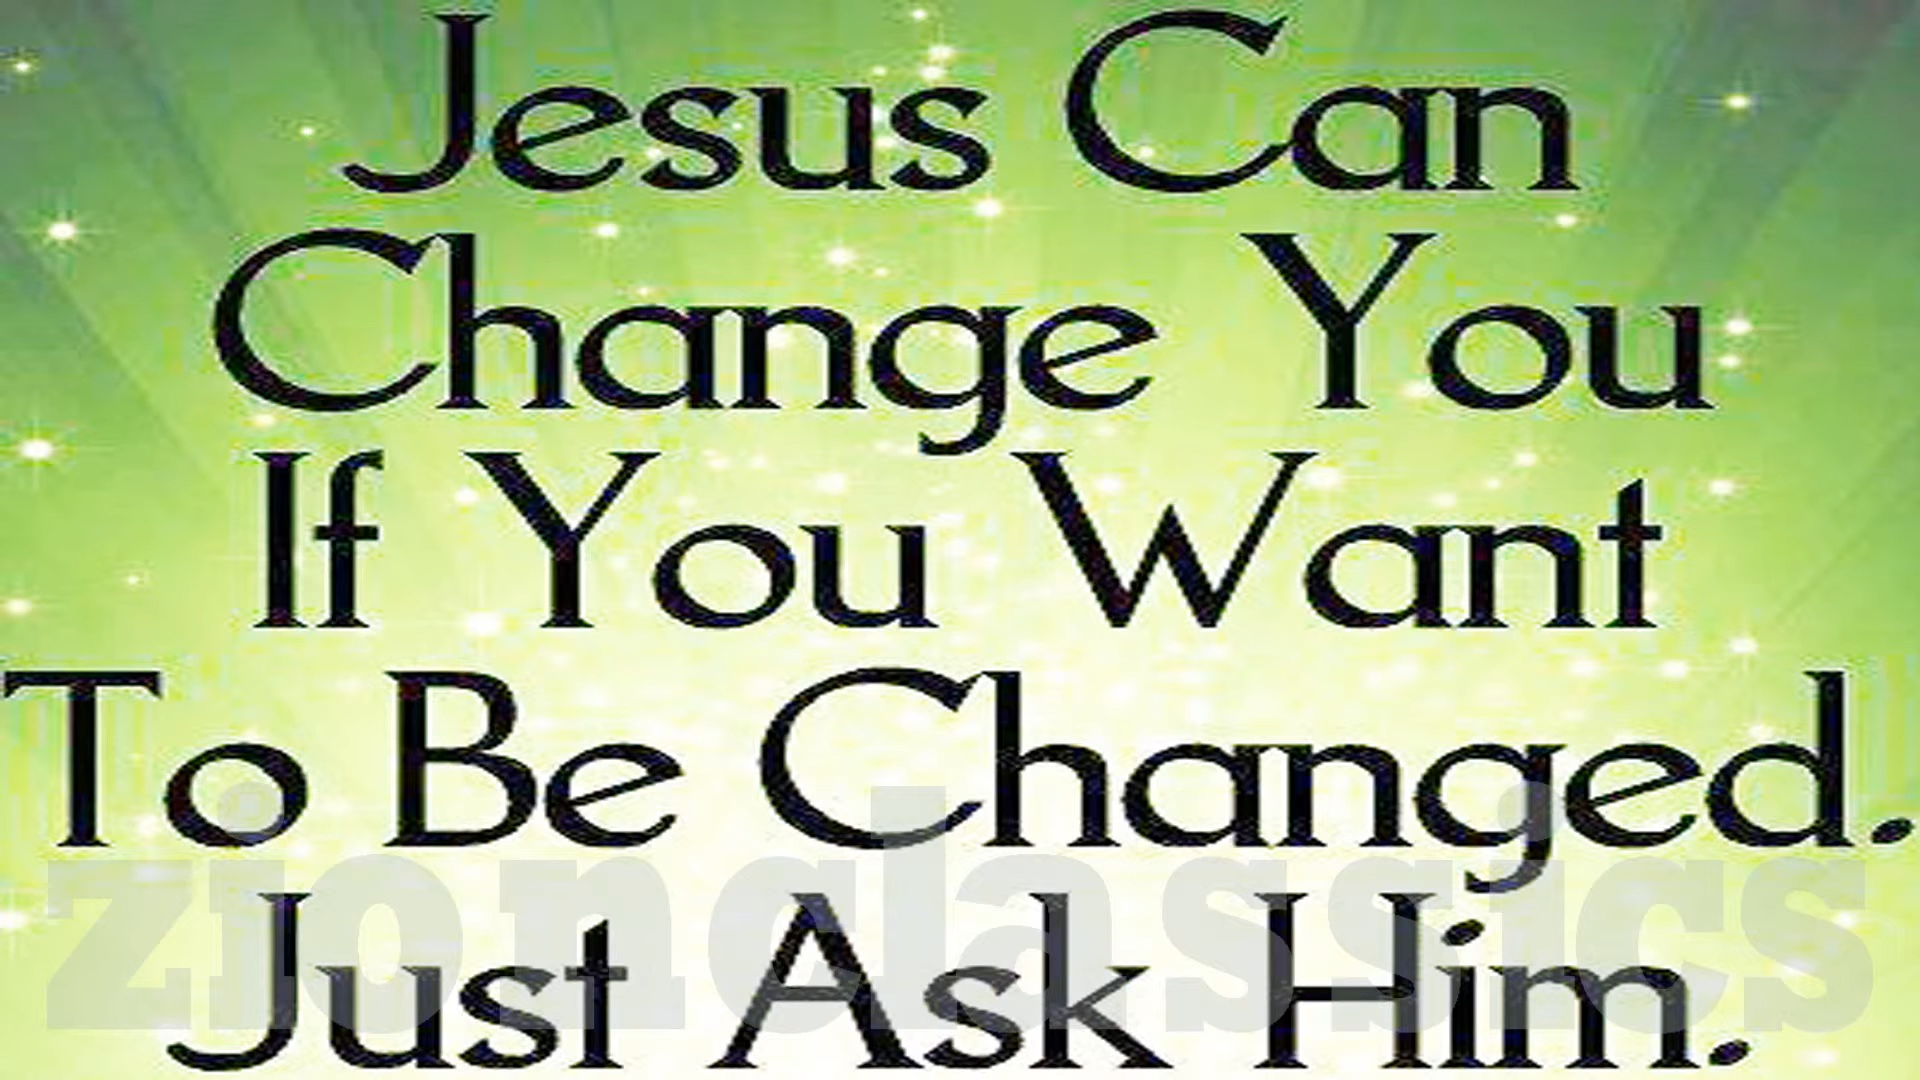 Jesus Can
Change You
If You Want
To Be Changed.
Just Ask Him.
zionclassics